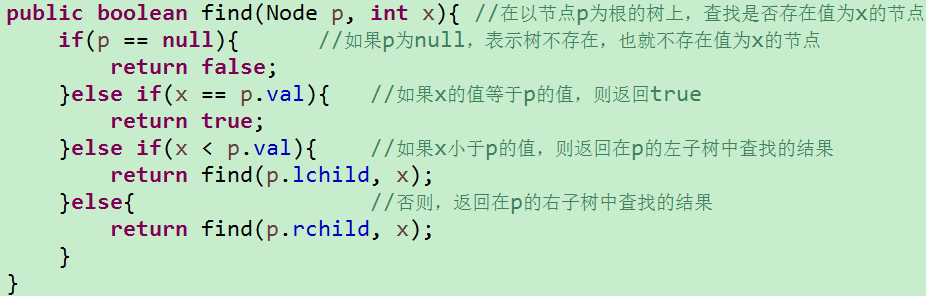 public boolean find(Node p, int x){ //在以节点p为根的树上，查找是否存在值为x的节点
    if(p == null){       //如果p为null，表示树不存在，也就不存在值为x的节点
        return false;
    }else if(x == p.val){   //如果x的值等于p的值，则返回true
        return true;
    }else if(x < p.val){    //如果x小于p的值，则返回在p的左子树中查找的结果
        return find(p.lchild, x);
    }else{                  //否则，返回在p的右子树中查找的结果
        return find(p.rchild, x);
    }
}